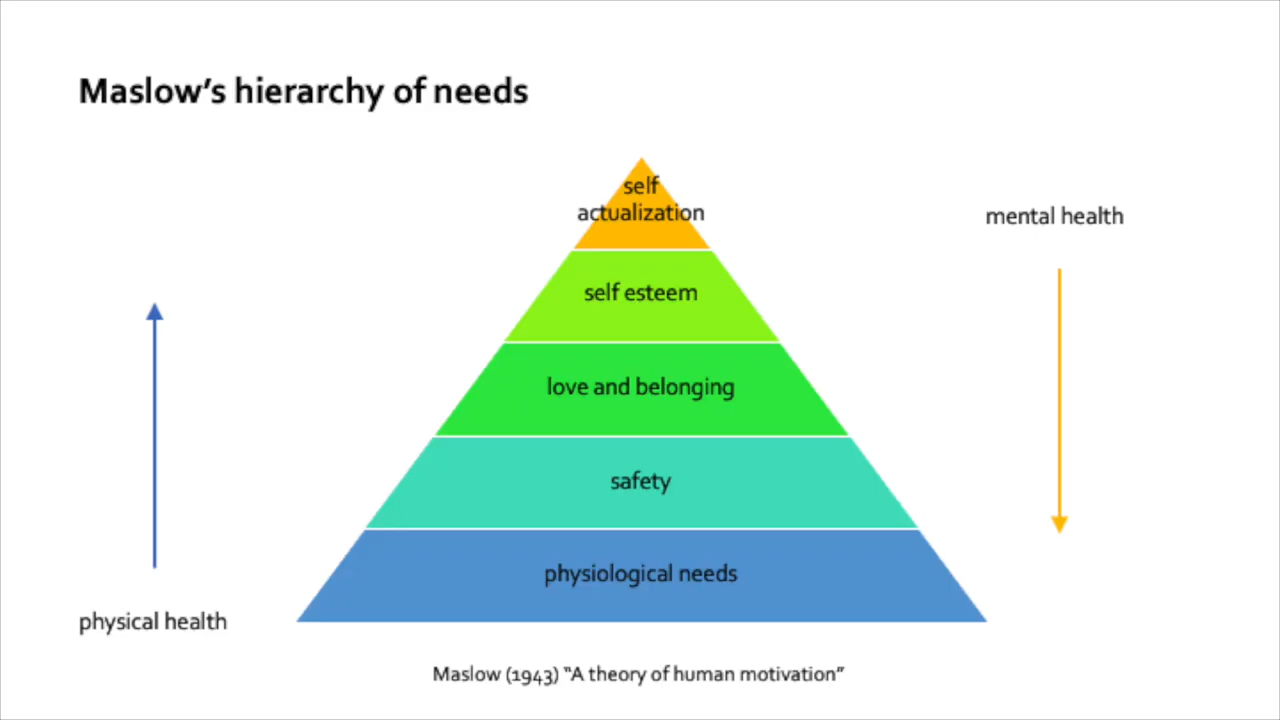 Maslow’s hierarchy of needs
self
actualization
mental health
self esteem
love and belonging
safety
physiological needs
physical health
Maslow (1943) “A theory of human motivation”